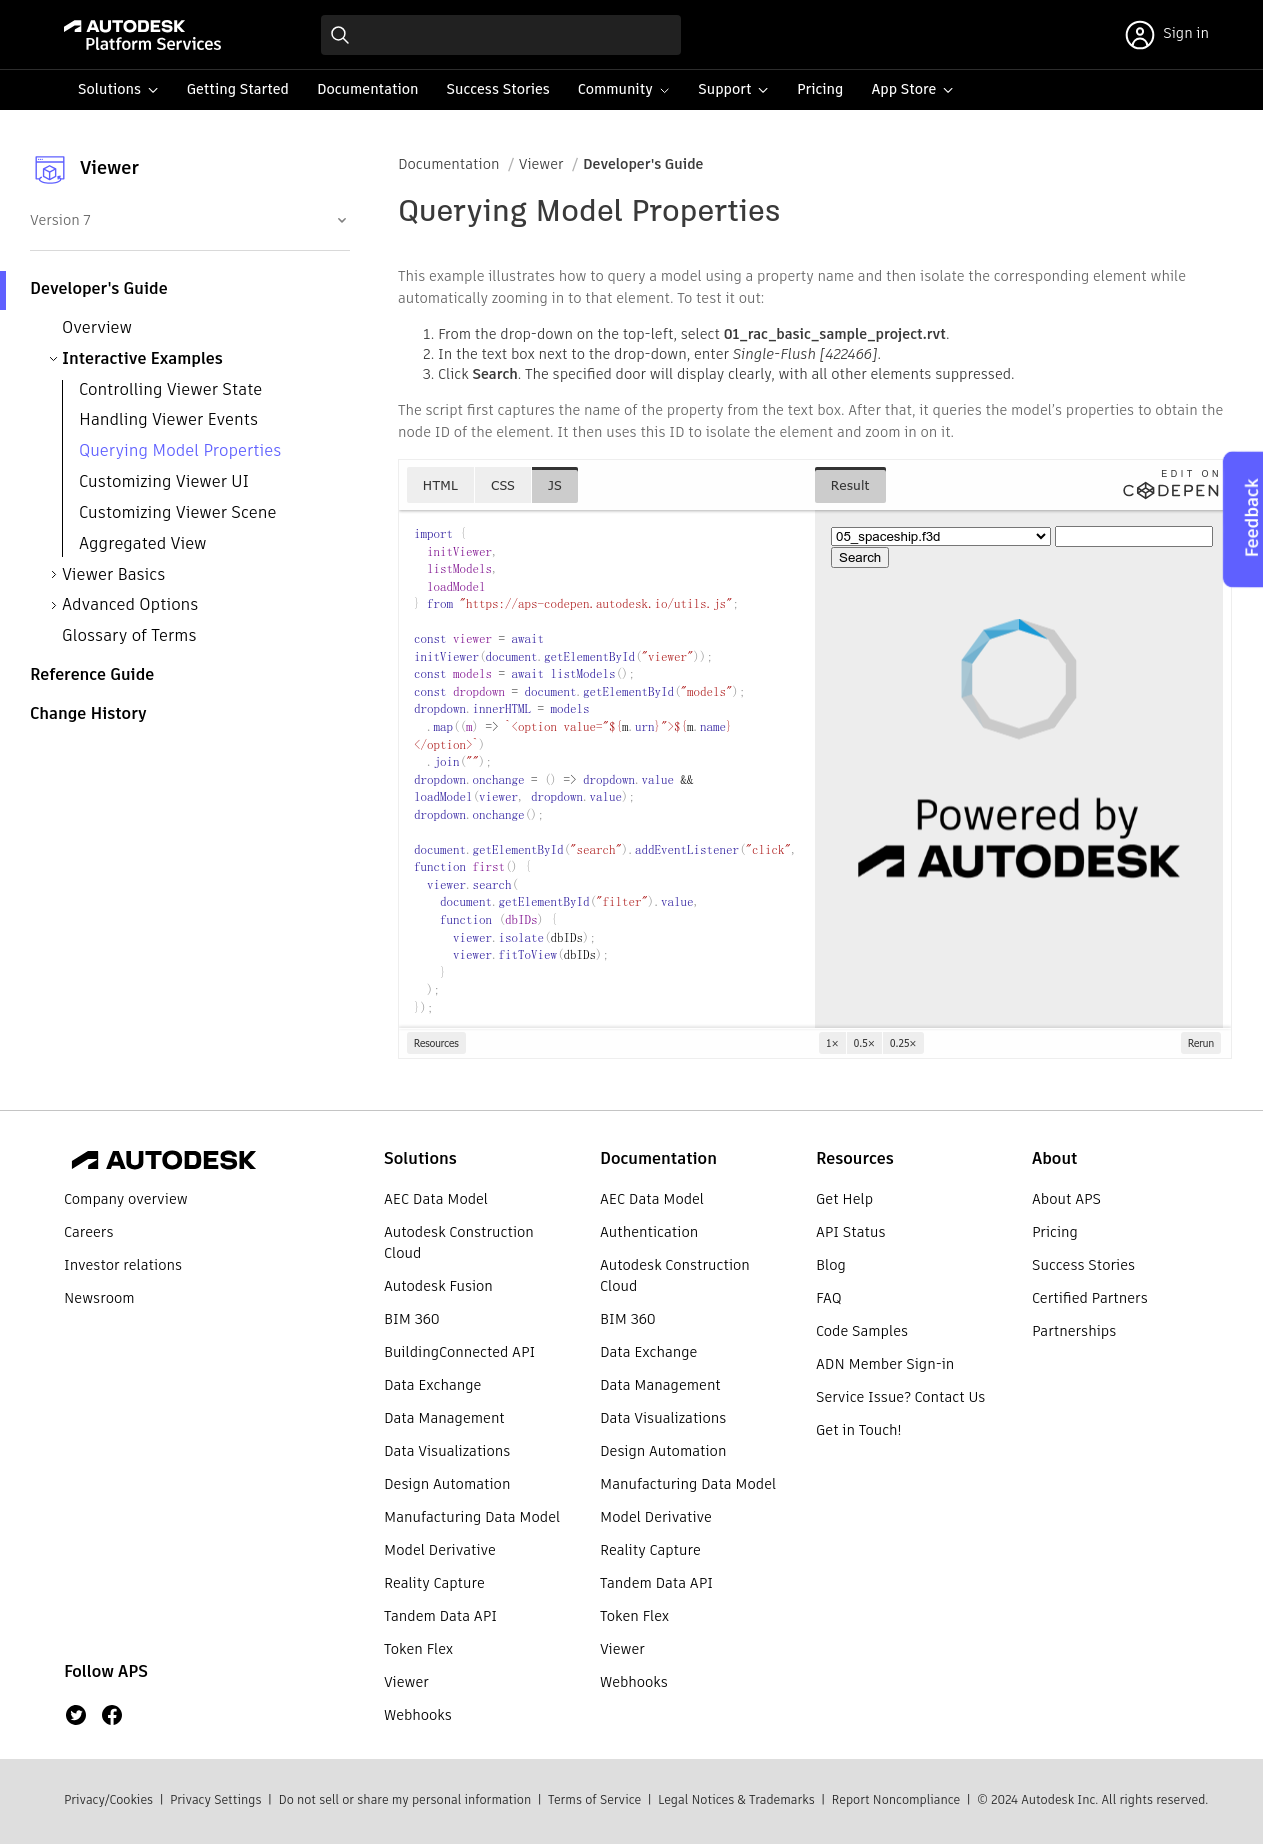 AUTODESK
Platform Services
Sign in
Solutions
Getting Started
Documentation
Success Stories
Community
Support
Pricing
App Store
Viewer
Version 7
Developer's Guide
Overview
Interactive Examples
Controlling Viewer State
Handling Viewer Events
Querying Model Properties
Customizing Viewer UI
Customizing Viewer Scene
Aggregated View
Viewer Basics
Advanced Options
Glossary of Terms
Reference Guide
Change History
Documentation / Viewer / Developer's Guide
Querying Model Properties
This example illustrates how to query a model using a property name and then isolate the corresponding element while
automatically zooming in to that element. To test it out:
1. From the drop-down on the top-left, select 01_rac_basic_sample_project.rvt.
2. In the text box next to the drop-down, enter Single-Flush [422466].
3. Click Search. The specified door will display clearly, with all other elements suppressed.
The script first captures the name of the property from the text box. After that, it queries the model's properties to obtain the
node ID of the element. It then uses this ID to isolate the element and zoom in on it.
HTML
CSS
JS
Result
EDIT ON
CODEPEN
import {
  initViewer,
  listModels,
  loadModel
} from "https://aps-codepen.autodesk.io/utils.js";
const viewer = await
initViewer(document.getElementById("viewer"));
const models = await listModels();
const dropdown = document.getElementById("models");
dropdown.innerHTML = models
  .map((m) => `<option value="${m.urn}">${m.name}
</option>`)
  .join("");
dropdown.onchange = () => dropdown.value &&
loadModel(viewer, dropdown.value);
dropdown.onchange();
document.getElementById("search").addEventListener("click",
function first() {
  viewer.search(
    document.getElementById("filter").value,
    function (dbIDs) {
      viewer.isolate(dbIDs);
      viewer.fitToView(dbIDs);
    }
  );
});
05_spaceship.f3d
Search
Powered by
AUTODESK
Resources
1×
0.5×
0.25×
Rerun
Feedback
AUTODESK
Company overview
Careers
Investor relations
Newsroom
Follow APS
Solutions
AEC Data Model
Autodesk Construction
Cloud
Autodesk Fusion
BIM 360
BuildingConnected API
Data Exchange
Data Management
Data Visualizations
Design Automation
Manufacturing Data Model
Model Derivative
Reality Capture
Tandem Data API
Token Flex
Viewer
Webhooks
Documentation
AEC Data Model
Authentication
Autodesk Construction
Cloud
BIM 360
Data Exchange
Data Management
Data Visualizations
Design Automation
Manufacturing Data Model
Model Derivative
Reality Capture
Tandem Data API
Token Flex
Viewer
Webhooks
Resources
Get Help
API Status
Blog
FAQ
Code Samples
ADN Member Sign-in
Service Issue? Contact Us
Get in Touch!
About
About APS
Pricing
Success Stories
Certified Partners
Partnerships
Privacy/Cookies | Privacy Settings | Do not sell or share my personal information | Terms of Service | Legal Notices & Trademarks | Report Noncompliance | © 2024 Autodesk Inc. All rights reserved.